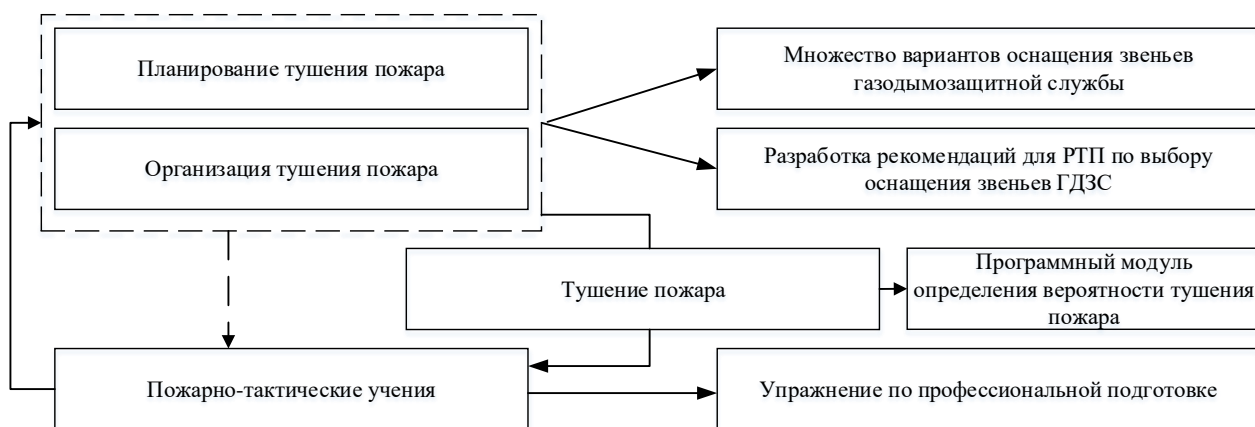 Планирование тушения пожара
Организация тушения пожара
Множество вариантов оснащения звеньев
газодымозащитной службы
Разработка рекомендаций для РТП по выбору
оснащения звеньев ГДЗС
Тушение пожара
Программный модуль
определения вероятности тушения
пожара
Пожарно-тактические учения
Упражнение по профессиональной подготовке